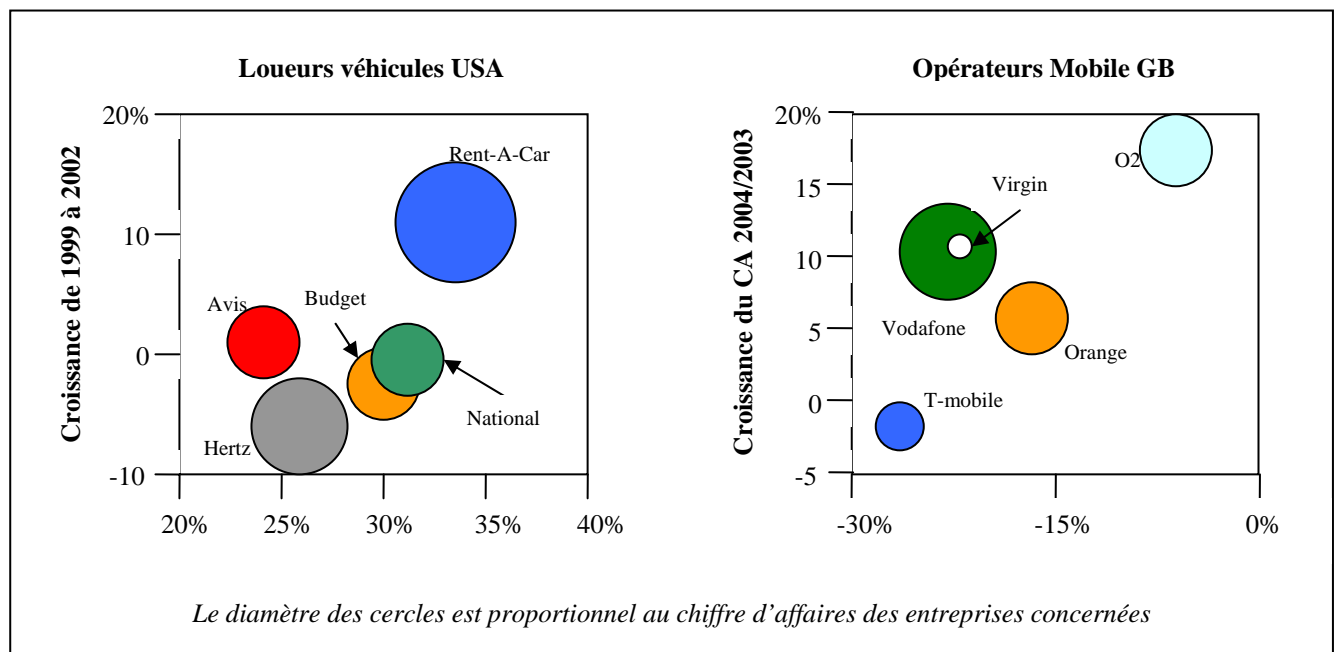 Loueurs véhicules USA
Croissance de 1999 à 2002
20%
10
0
-10
20%
25%
30%
35%
40%
Rent-A-Car
Budget
Avis
National
Hertz
Opérateurs Mobile GB
Croissance du CA 2004/2003
20%
15
10
5
0
-5
-30%
-15%
0%
O2
Virgin
Vodafone
Orange
T-mobile
Le diamètre des cercles est proportionnel au chiffre d’affaires des entreprises concernées